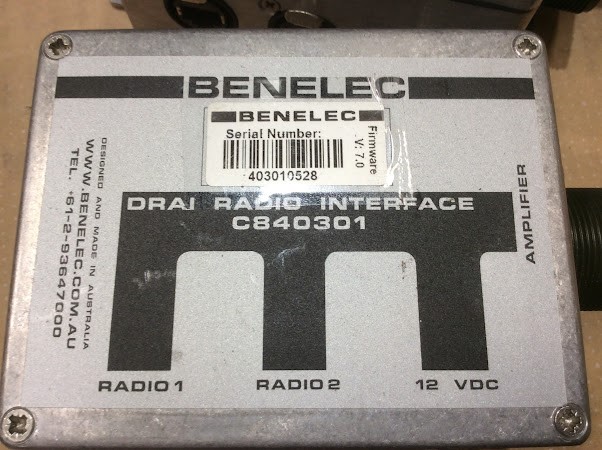 BENELEC
BENELEC
Serial Number:
403010528
Firmware
V: 7.0
DRAI RADIO INTERFACE
C840301
AMPLIFIER
DESIGNED AND MADE IN AUSTRALIA
WWW.BENELEC.COM.AU
TEL. +61-2-93647000
RADIO 1
RADIO 2
12 VDC